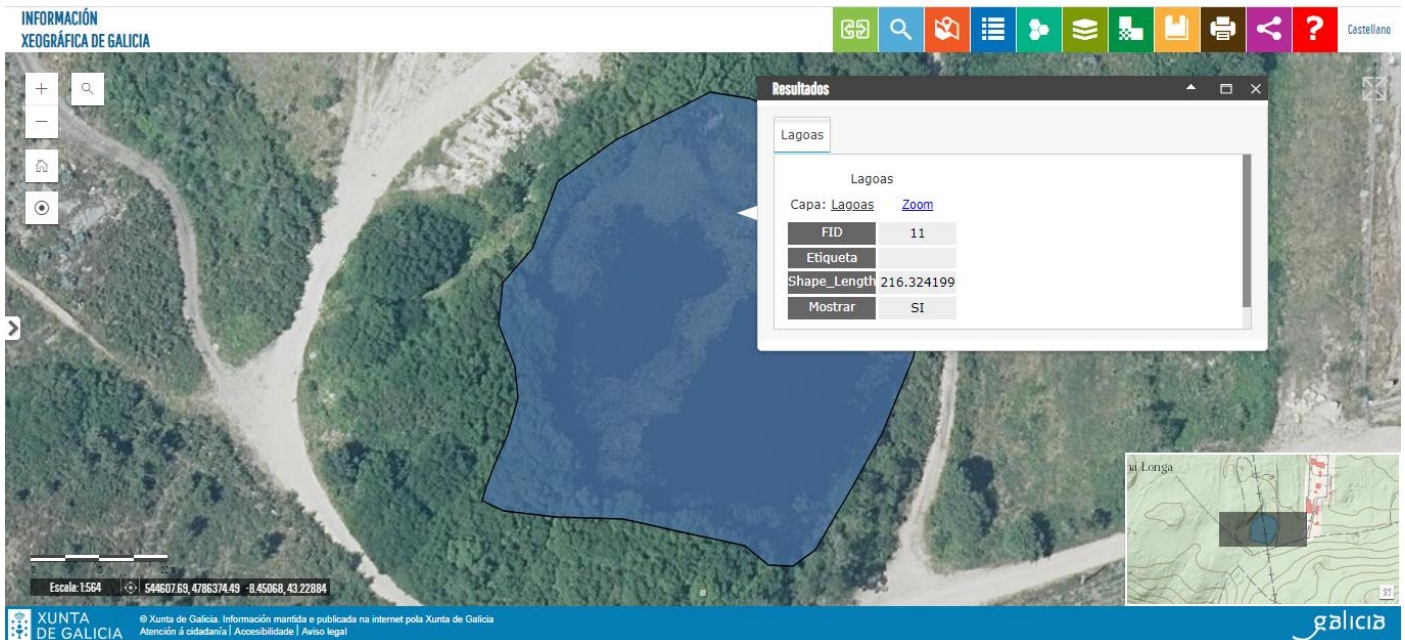 INFORMACIÓN
XEOGRÁFICA DE GALICIA
Castellano
Resultados
Lagoas
Lagoas
Capa: Lagoas Zoom
FID 11
Etiqueta
Shape_Length 216.324199
Mostrar SI
na Longa
Escala: 1:564 544607.69, 4786374.49 -8.45068, 43.22884
XUNTA
DE GALICIA
© Xunta de Galicia. Información mantida e publicada na internet pola Xunta de Galicia
Atención á cidadanía | Accesibilidade | Aviso legal
galicia